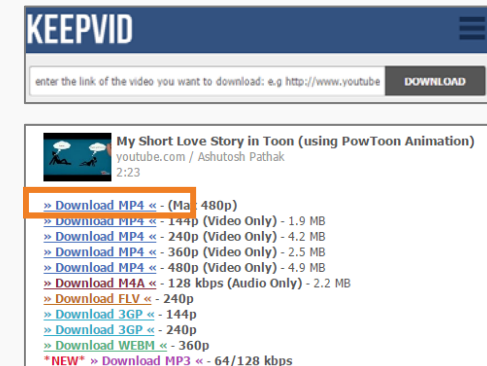 KEEPVID
enter the link of the video you want to download: e.g http://www.youtube
DOWNLOAD
My Short Love Story in Toon (using PowToon Animation)
youtube.com / Ashutosh Pathak
2:23
» Download MP4 « - (Max 480p)
» Download MP4 « - 144p (Video Only) - 1.9 MB
» Download MP4 « - 240p (Video Only) - 4.2 MB
» Download MP4 « - 360p (Video Only) - 2.5 MB
» Download MP4 « - 480p (Video Only) - 4.9 MB
» Download M4A « - 128 kbps (Audio Only) - 2.2 MB
» Download FLV « - 240p
» Download 3GP « - 144p
» Download 3GP « - 240p
» Download WEBM « - 360p
*NEW* » Download MP3 « - 64/128 kbps